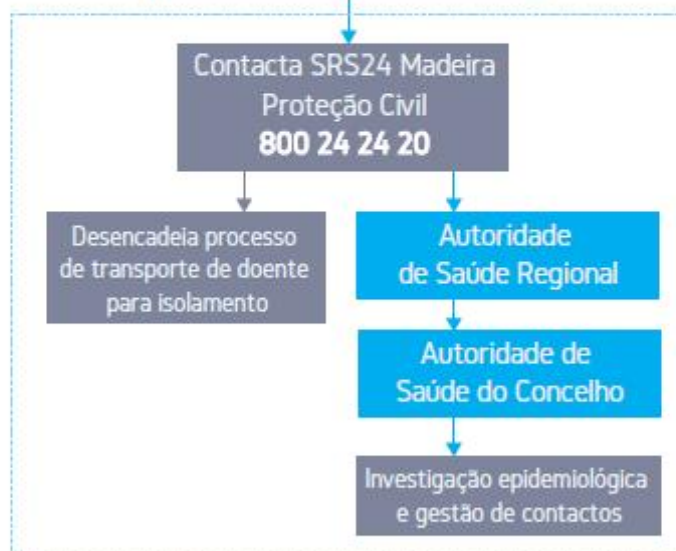 Contacta SRS24 Madeira
Proteção Civil
800 24 24 20
Desencadeia processo
de transporte de doente
para isolamento
Autoridade
de Saúde Regional
Autoridade de
Saúde do Concelho
Investigação epidemiológica
e gestão de contactos